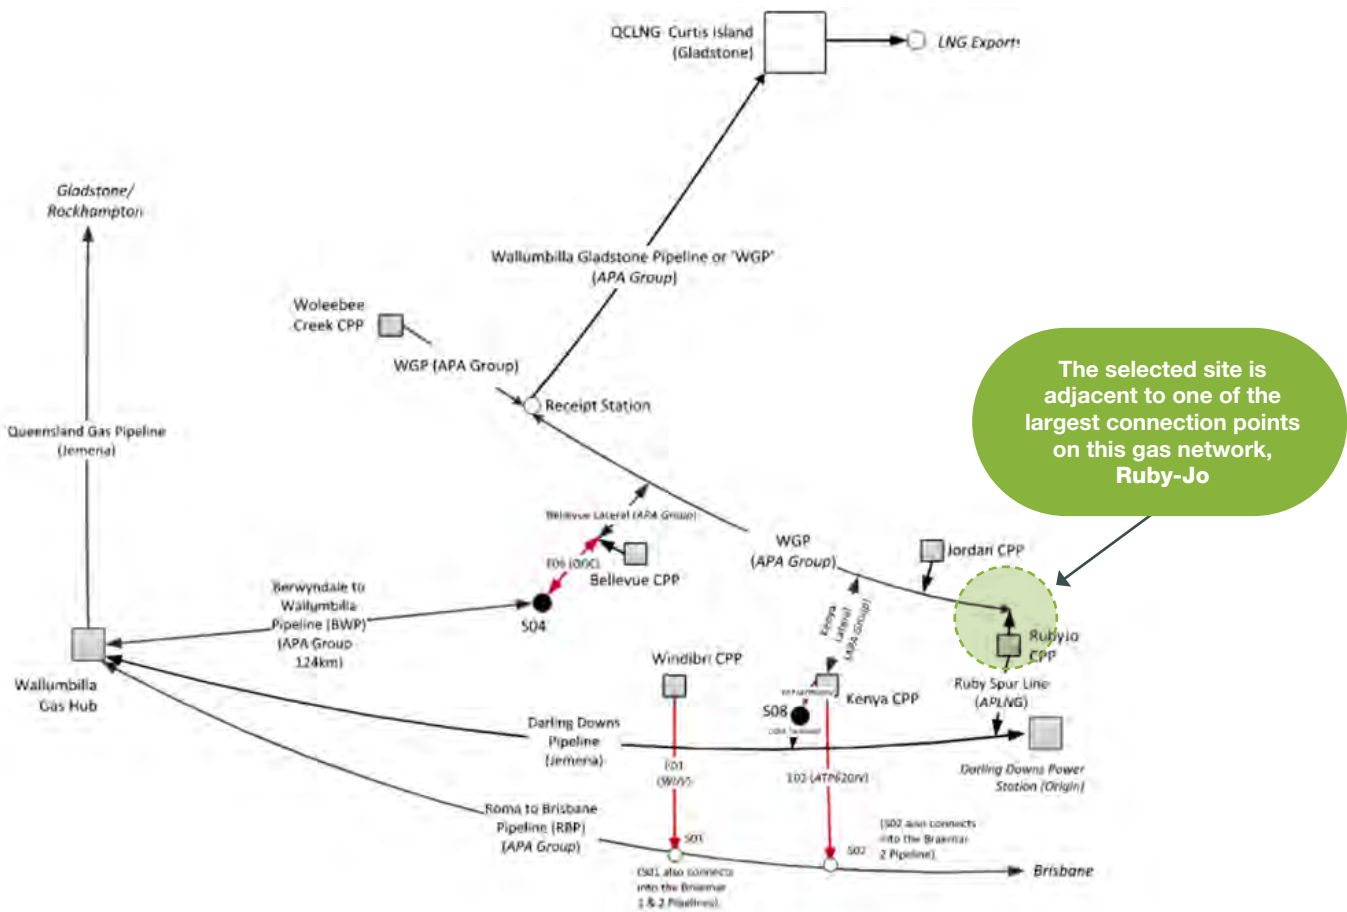 QCLNG Curtis Island
(Gladstone)
LNG Exports
Gladstone/
Rockhampton
Wallumbilla Gladstone Pipeline or "WGP"
(APA Group)
Woleebee
Creek CPP
WGP (APA Group)
Receipt Station
The selected site is
adjacent to one of the
largest connection points
on this gas network,
Ruby-Jo
Queensland Gas Pipeline
(Jemena)
Bellevue Lateral (APA Group)
WGP
(APA Group)
Jordan CPP
E06 (QGC)
Bellevue CPP
Berwyndale to
Wallumbilla
Pipeline (BWP)
(APA Group
124km)
S04
Kenya
Lateral
(APA Group)
RubyJo
CPP
Wallumbilla
Gas Hub
Windibri CPP
Kenya CPP
S08
Ruby Spur Line
(APLNG)
Darling Downs
Pipeline
(Jemena)
E01
Darling Downs Power
Station (Origin)
(ATP620IV)
Roma to Brisbane
Pipeline (RBP)
(APA Group)
S01
S02
(S02 also connects
into the Braemar
2 Pipeline).
(S01 also connects
into the Braemar
1 & 2 Pipelines).
Brisbane